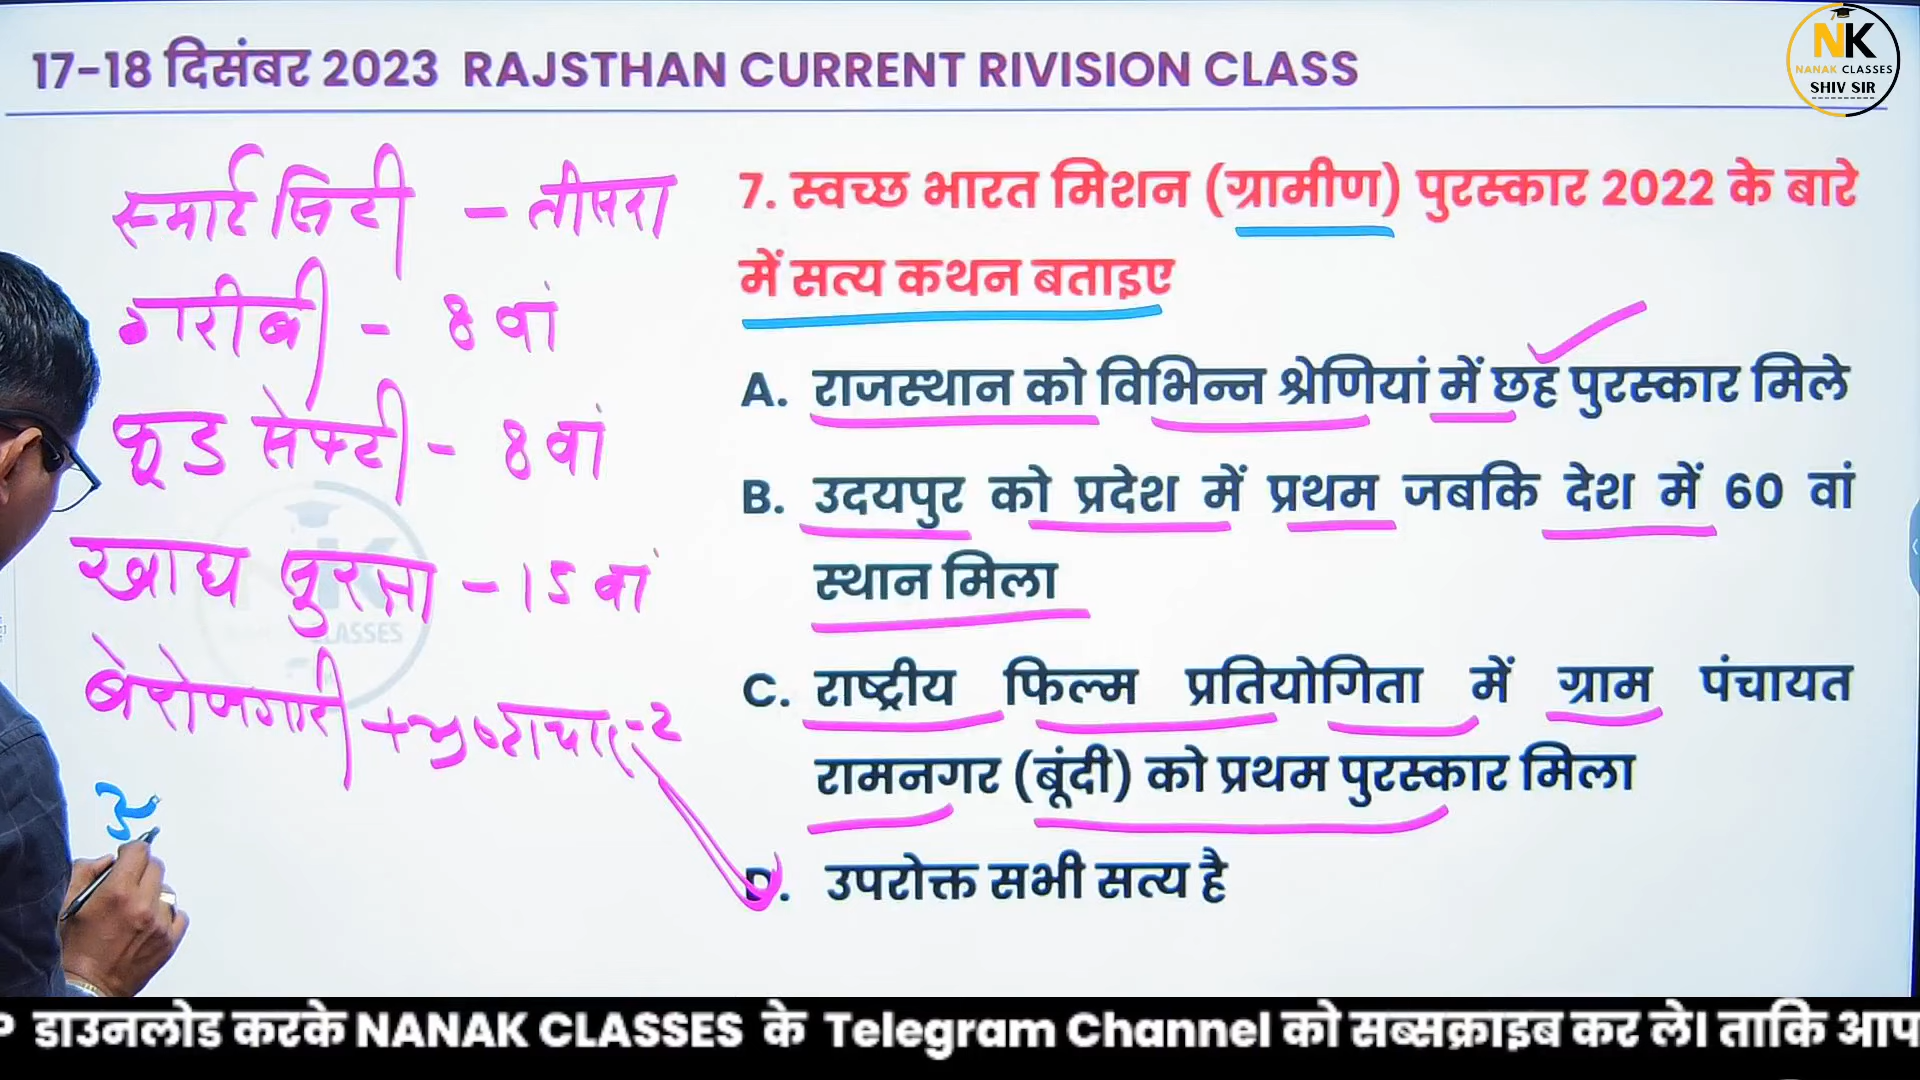 17-18 दिसंबर 2023 RAJSTHAN CURRENT RIVISION CLASS
NK
NANAK CLASSES
SHIV SIR
स्मार्ट सिटी - तीसरा
गरीबी - 8 वां
फूड सेफ्टी - 8 वां
खाद्य सुरक्षा - 15 वां
बेरोजगारी + भ्रष्टाचार - 2
7. स्वच्छ भारत मिशन (ग्रामीण) पुरस्कार 2022 के बारे
में सत्य कथन बताइए
A. राजस्थान को विभिन्न श्रेणियां में छह पुरस्कार मिले
B. उदयपुर को प्रदेश में प्रथम जबकि देश में 60 वां
स्थान मिला
C. राष्ट्रीय फिल्म प्रतियोगिता में ग्राम पंचायत
रामनगर (बूंदी) को प्रथम पुरस्कार मिला
D. उपरोक्त सभी सत्य है
P डाउनलोड करके NANAK CLASSES के Telegram Channel को सब्सक्राइब कर ले। ताकि आप